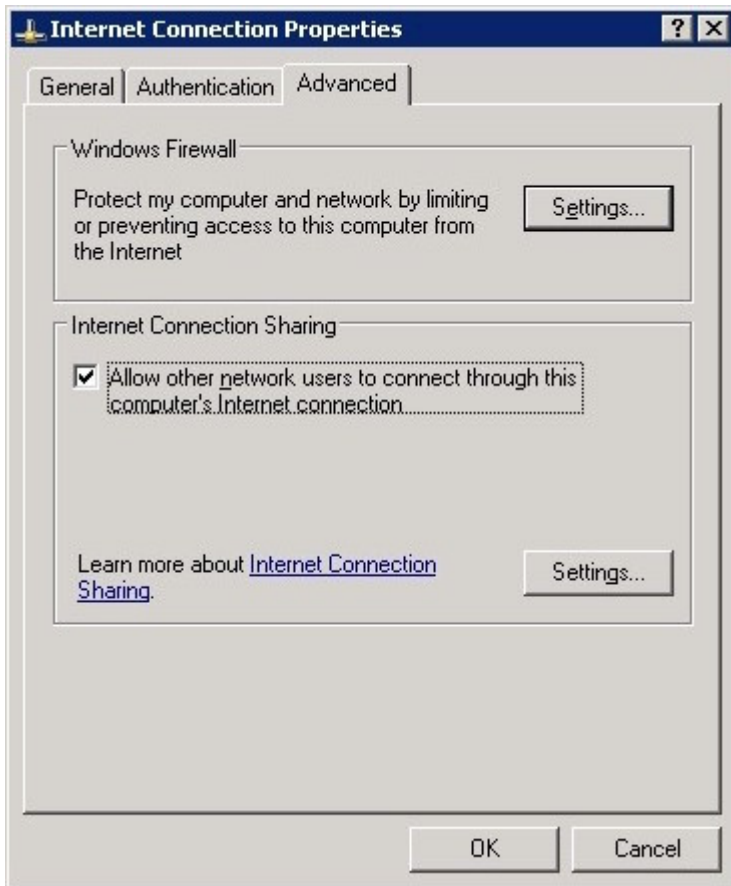 Internet Connection Properties
General
Authentication
Advanced
Windows Firewall
Protect my computer and network by limiting
or preventing access to this computer from
the Internet
Settings...
Internet Connection Sharing
Allow other network users to connect through this
computer's Internet connection
Learn more about Internet Connection
Sharing.
Settings...
OK
Cancel